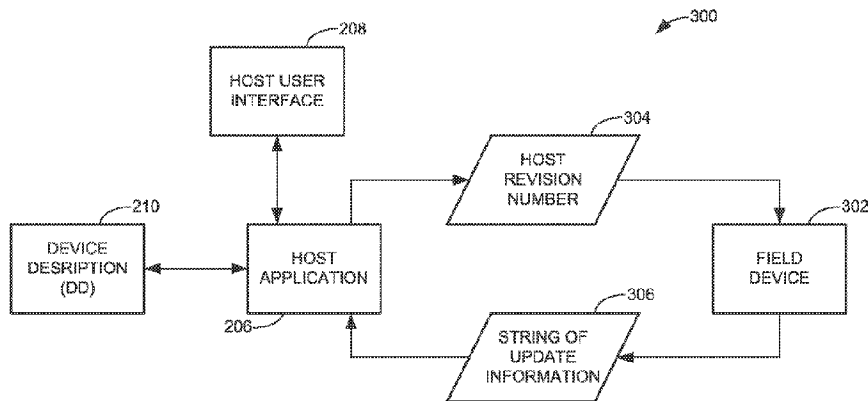 300
208
HOST USER
INTERFACE
304
HOST
REVISION
NUMBER
210
DEVICE
DESRIPTION
(DD)
HOST
APPLICATION
206
302
FIELD
DEVICE
306
STRING OF
UPDATE
INFORMATION